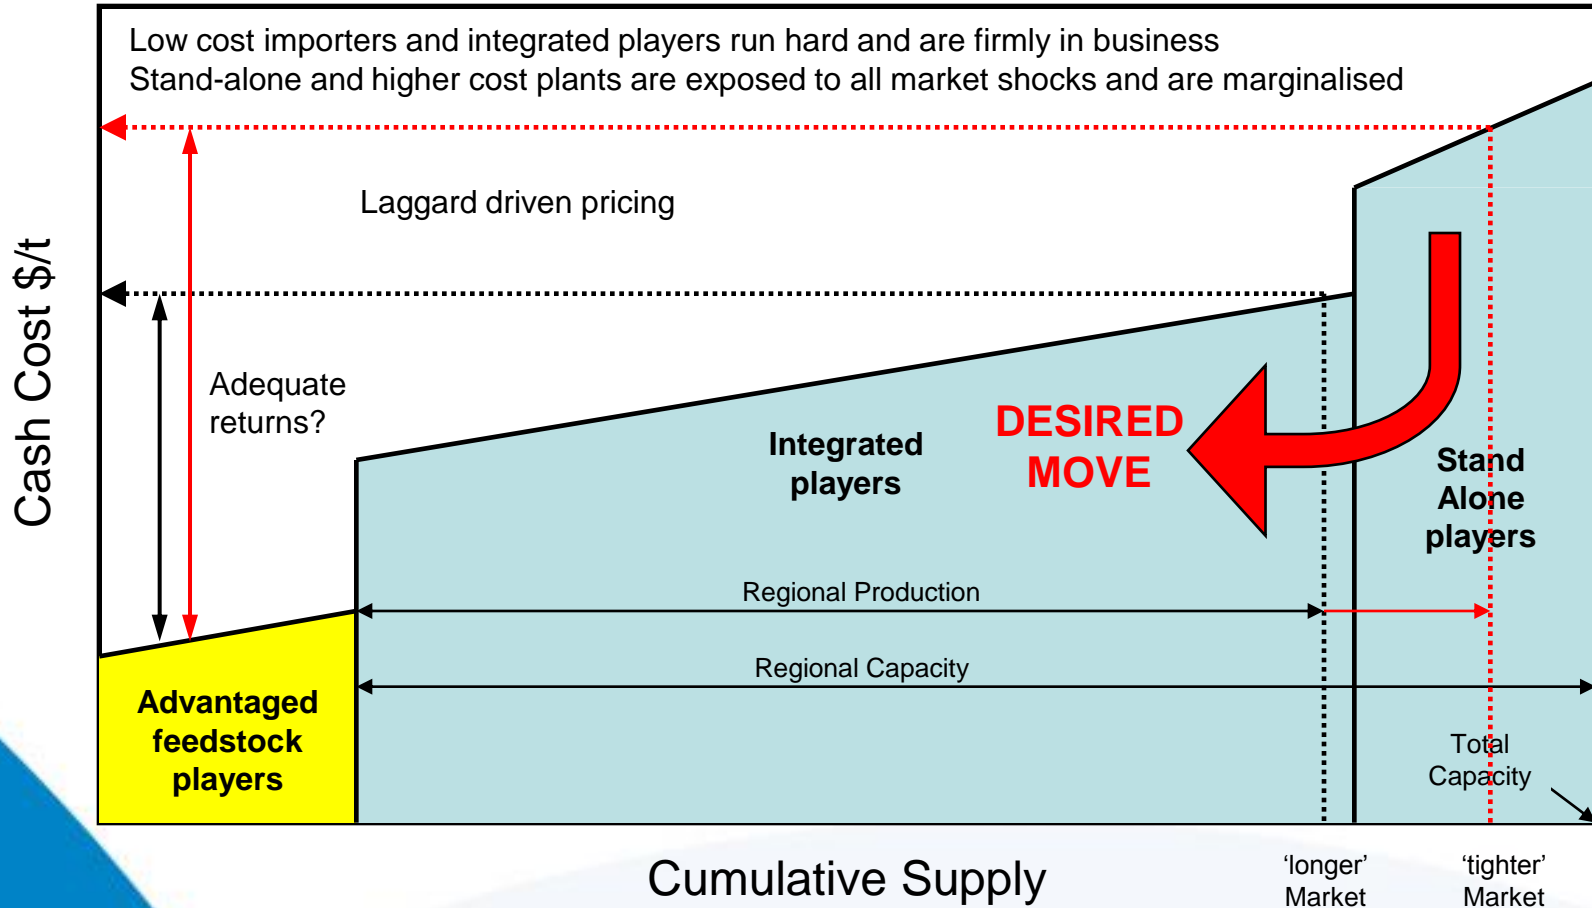 Low cost importers and integrated players run hard and are firmly in business
Stand-alone and higher cost plants are exposed to all market shocks and are marginalised
Laggard driven pricing
Cash Cost $/t
Adequate
returns?
Integrated
players
DESIRED
MOVE
Stand
Alone
players
Regional Production
Regional Capacity
Advantaged
feedstock
players
Total
Capacity
Cumulative Supply
‘longer’
Market
‘tighter’
Market